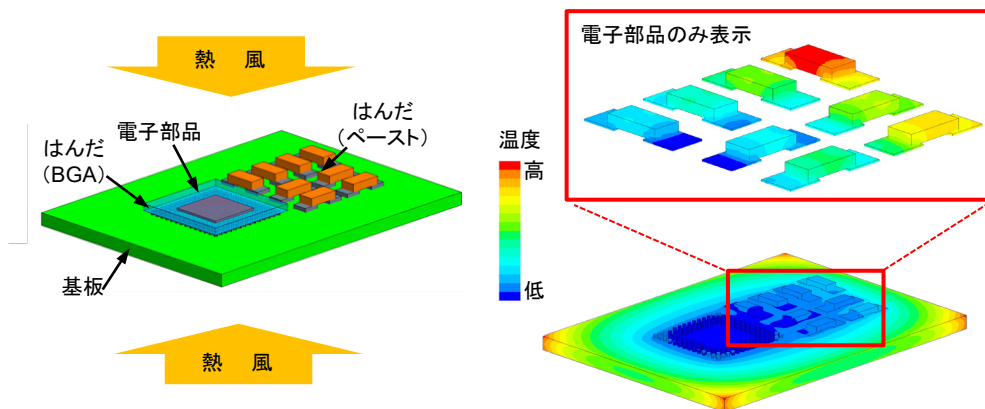 熱 風
電子部品
はんだ
(BGA)
はんだ
(ペースト)
基板
熱 風
電子部品のみ表示
温度
高
低